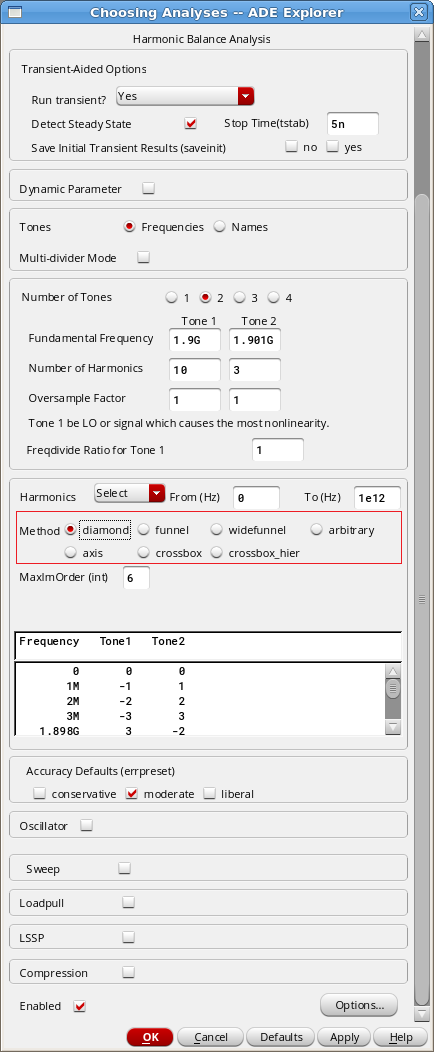 Choosing Analyses -- ADE Explorer
Harmonic Balance Analysis
Transient-Aided Options
Run transient? Yes
Detect Steady State Stop Time(tstab) 5n
Save Initial Transient Results (saveinit) no yes
Dynamic Parameter
Tones Frequencies Names
Multi-divider Mode
Number of Tones 1 2 3 4
Tone 1 Tone 2
Fundamental Frequency 1.9G 1.901G
Number of Harmonics 10 3
Oversample Factor 1 1
Tone 1 be LO or signal which causes the most nonlinearity.
Freqdivide Ratio for Tone 1 1
Harmonics Select From (Hz) 0 To (Hz) 1e12
Method diamond funnel widefunnel arbitrary
axis crossbox crossbox_hier
MaxImOrder (int) 6
Frequency Tone1 Tone2
0 0 0
1M -1 1
2M -2 2
3M -3 3
1.898G 3 -2
Accuracy Defaults (errpreset)
conservative moderate liberal
Oscillator
Sweep
Loadpull
LSSP
Compression
Enabled Options...
OK Cancel Defaults Apply Help